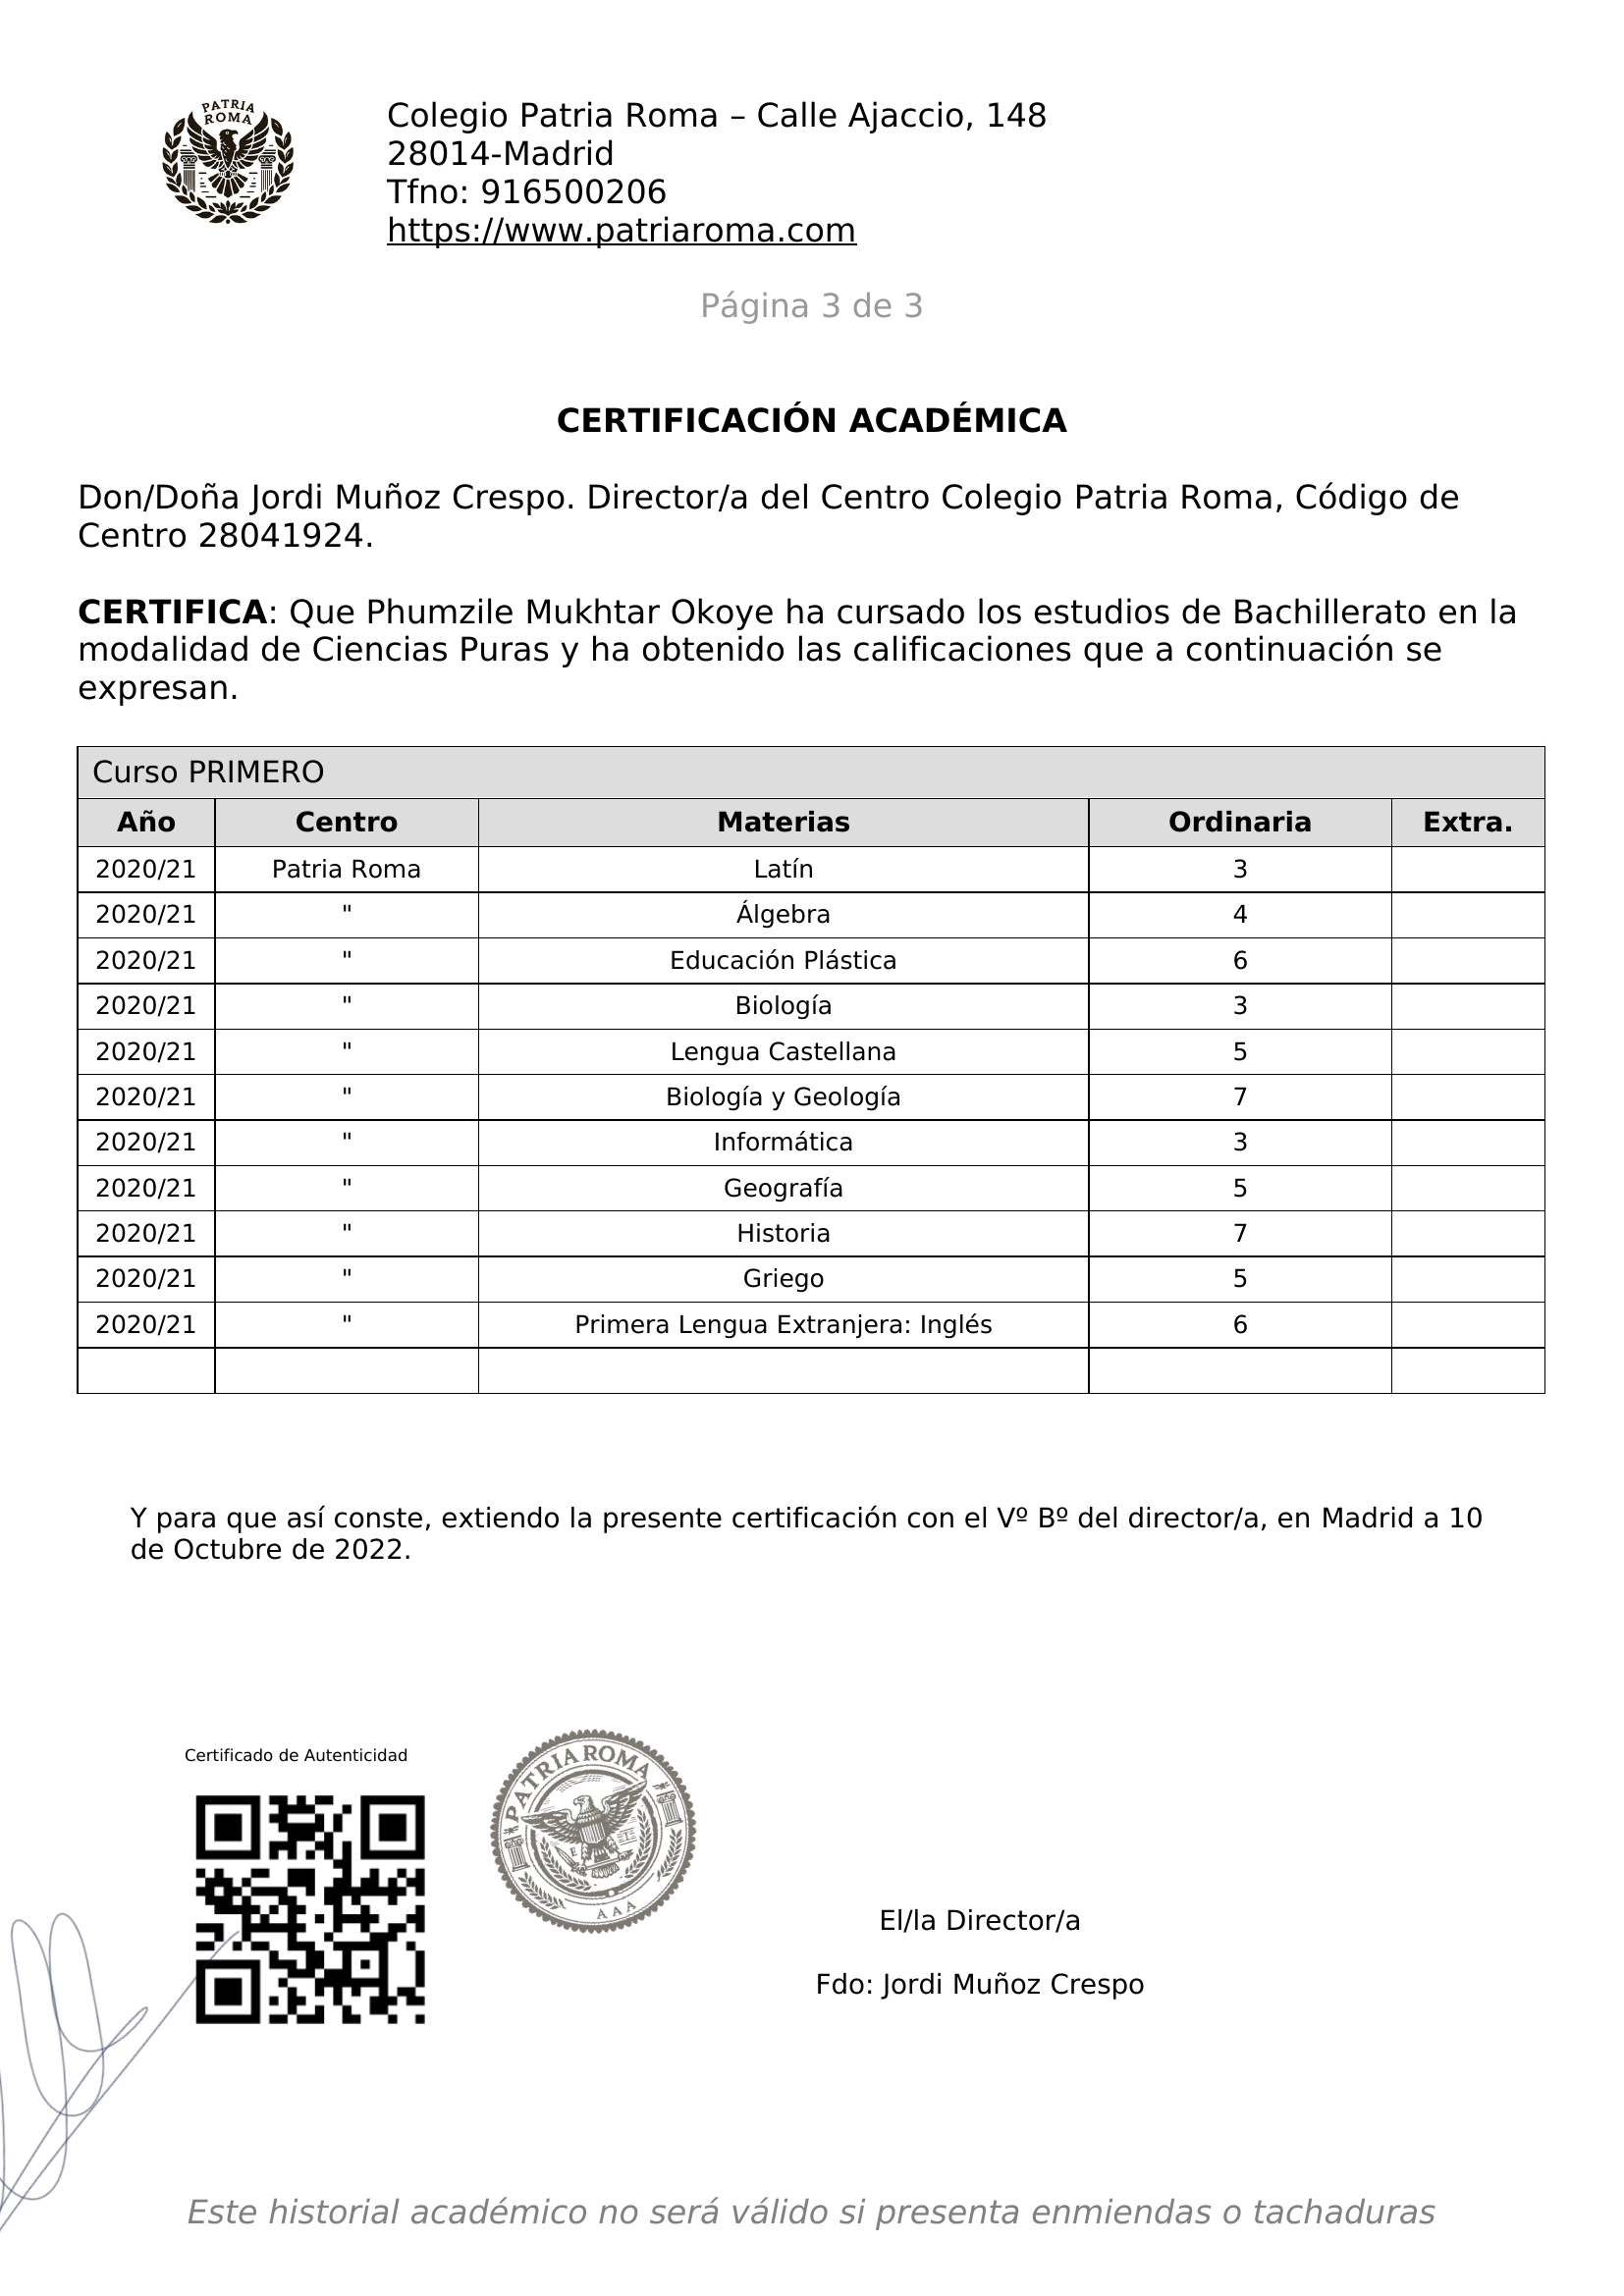 PATRIA
ROMA
Colegio Patria Roma – Calle Ajaccio, 148
28014-Madrid
Tfno: 916500206
https://www.patriaroma.com
Página 3 de 3
CERTIFICACIÓN ACADÉMICA
Don/Doña Jordi Muñoz Crespo. Director/a del Centro Colegio Patria Roma, Código de
Centro 28041924.
CERTIFICA: Que Phumzile Mukhtar Okoye ha cursado los estudios de Bachillerato en la
modalidad de Ciencias Puras y ha obtenido las calificaciones que a continuación se
expresan.
Curso PRIMERO
Año Centro Materias Ordinaria Extra.
2020/21 Patria Roma Latín 3
2020/21 " Álgebra 4
2020/21 " Educación Plástica 6
2020/21 " Biología 3
2020/21 " Lengua Castellana 5
2020/21 " Biología y Geología 7
2020/21 " Informática 3
2020/21 " Geografía 5
2020/21 " Historia 7
2020/21 " Griego 5
2020/21 " Primera Lengua Extranjera: Inglés 6
Y para que así conste, extiendo la presente certificación con el Vº Bº del director/a, en Madrid a 10
de Octubre de 2022.
Certificado de Autenticidad
PATRIA ROMA
AAA
El/la Director/a
Fdo: Jordi Muñoz Crespo
Este historial académico no será válido si presenta enmiendas o tachaduras